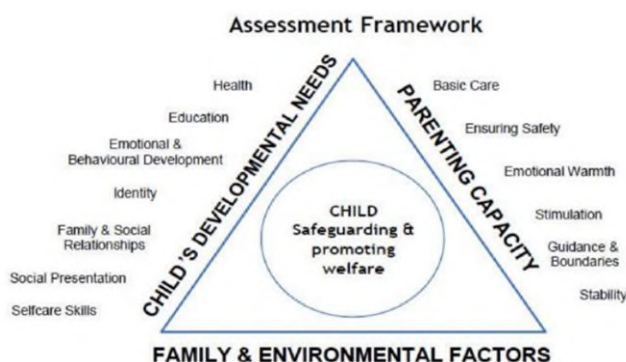 Assessment Framework
Health
Education
Emotional &
Behavioural Development
Identity
Family & Social
Relationships
Social Presentation
Selfcare Skills
CHILD'S DEVELOPMENTAL NEEDS
CHILD
Safeguarding &
promoting
welfare
PARENTING CAPACITY
Basic Care
Ensuring Safety
Emotional Warmth
Stimulation
Guidance &
Boundaries
Stability
FAMILY & ENVIRONMENTAL FACTORS